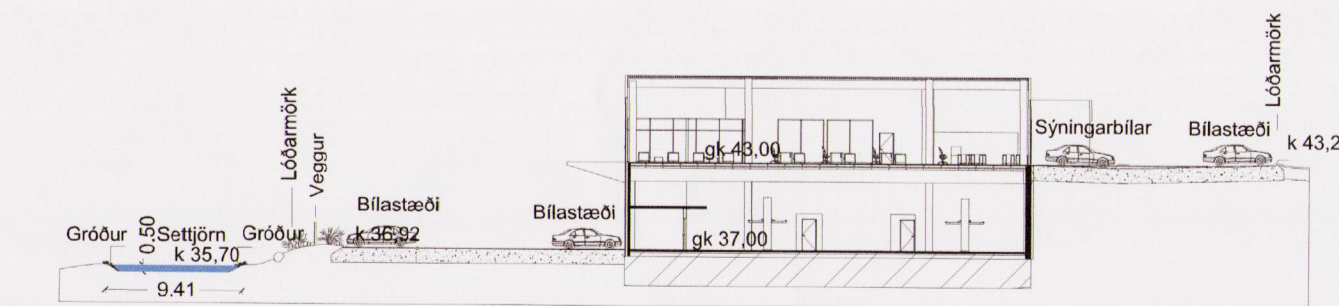 Gróður
0.50
Settjörn
k 35,70
Gróður
9.41
Lóðarmörk
Veggur
Bílastæði
k 36,92
Bílastæði
gk 43,00
gk 37,00
Sýningarbílar
Bílastæði
Lóðarmörk
k 43,2